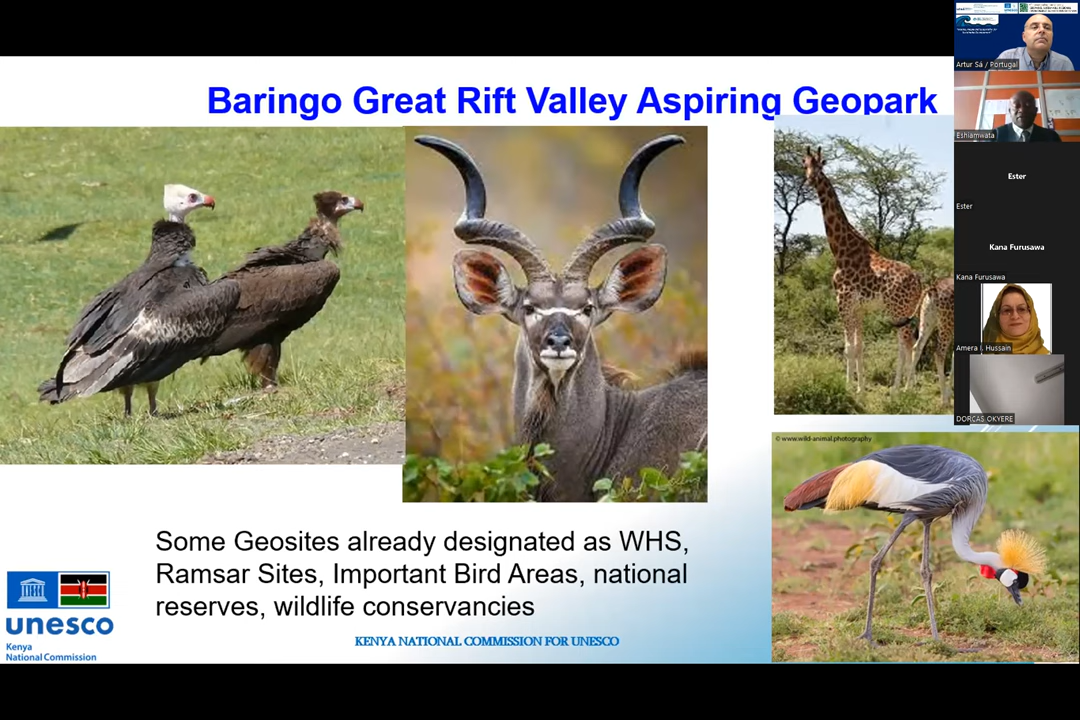 Baringo Great Rift Valley Aspiring Geopark
Artur Sá / Portugal
Eshiamwata
Ester
Ester
Kana Furusawa
Kana Furusawa
Amera I. Hussain
DORCAS OKYERE
© www.wild-animal.photography
Some Geosites already designated as WHS,
Ramsar Sites, Important Bird Areas, national
reserves, wildlife conservancies
KENYA NATIONAL COMMISSION FOR UNESCO
unesco
Kenya
National Commission